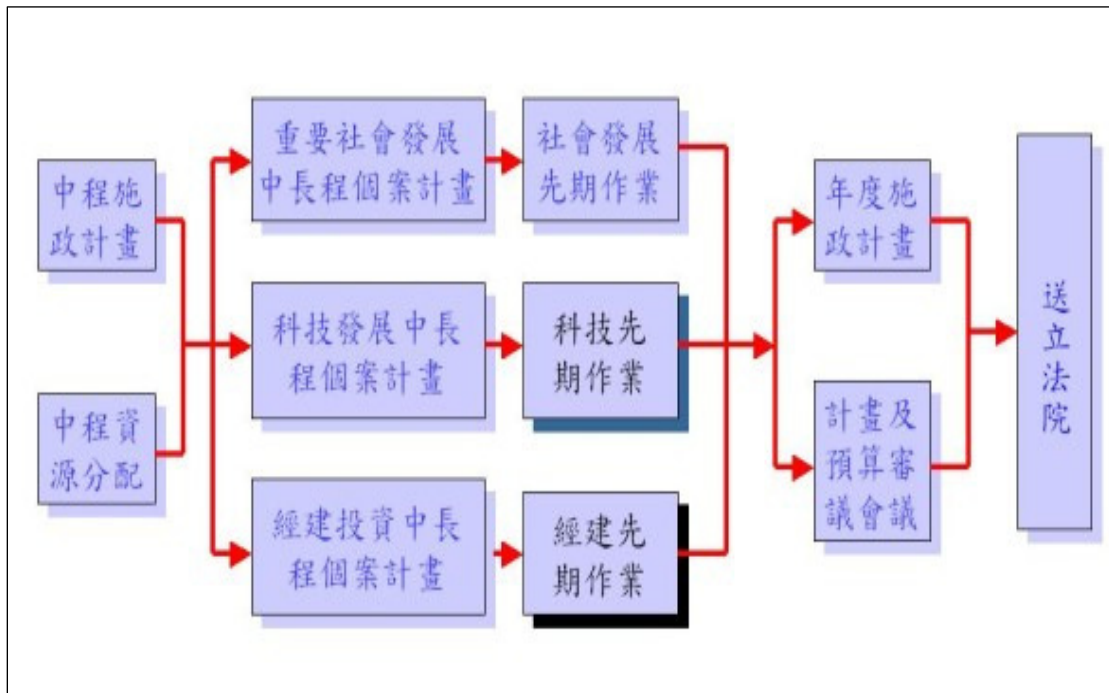 中程施
政計畫
中程資
源分配
重要社會發展
中長程個案計畫
科技發展中長
程個案計畫
經建投資中長
程個案計畫
社會發展
先期作業
科技先
期作業
經建先
期作業
年度施
政計畫
計畫及
預算審
議會議
送
立
法
院